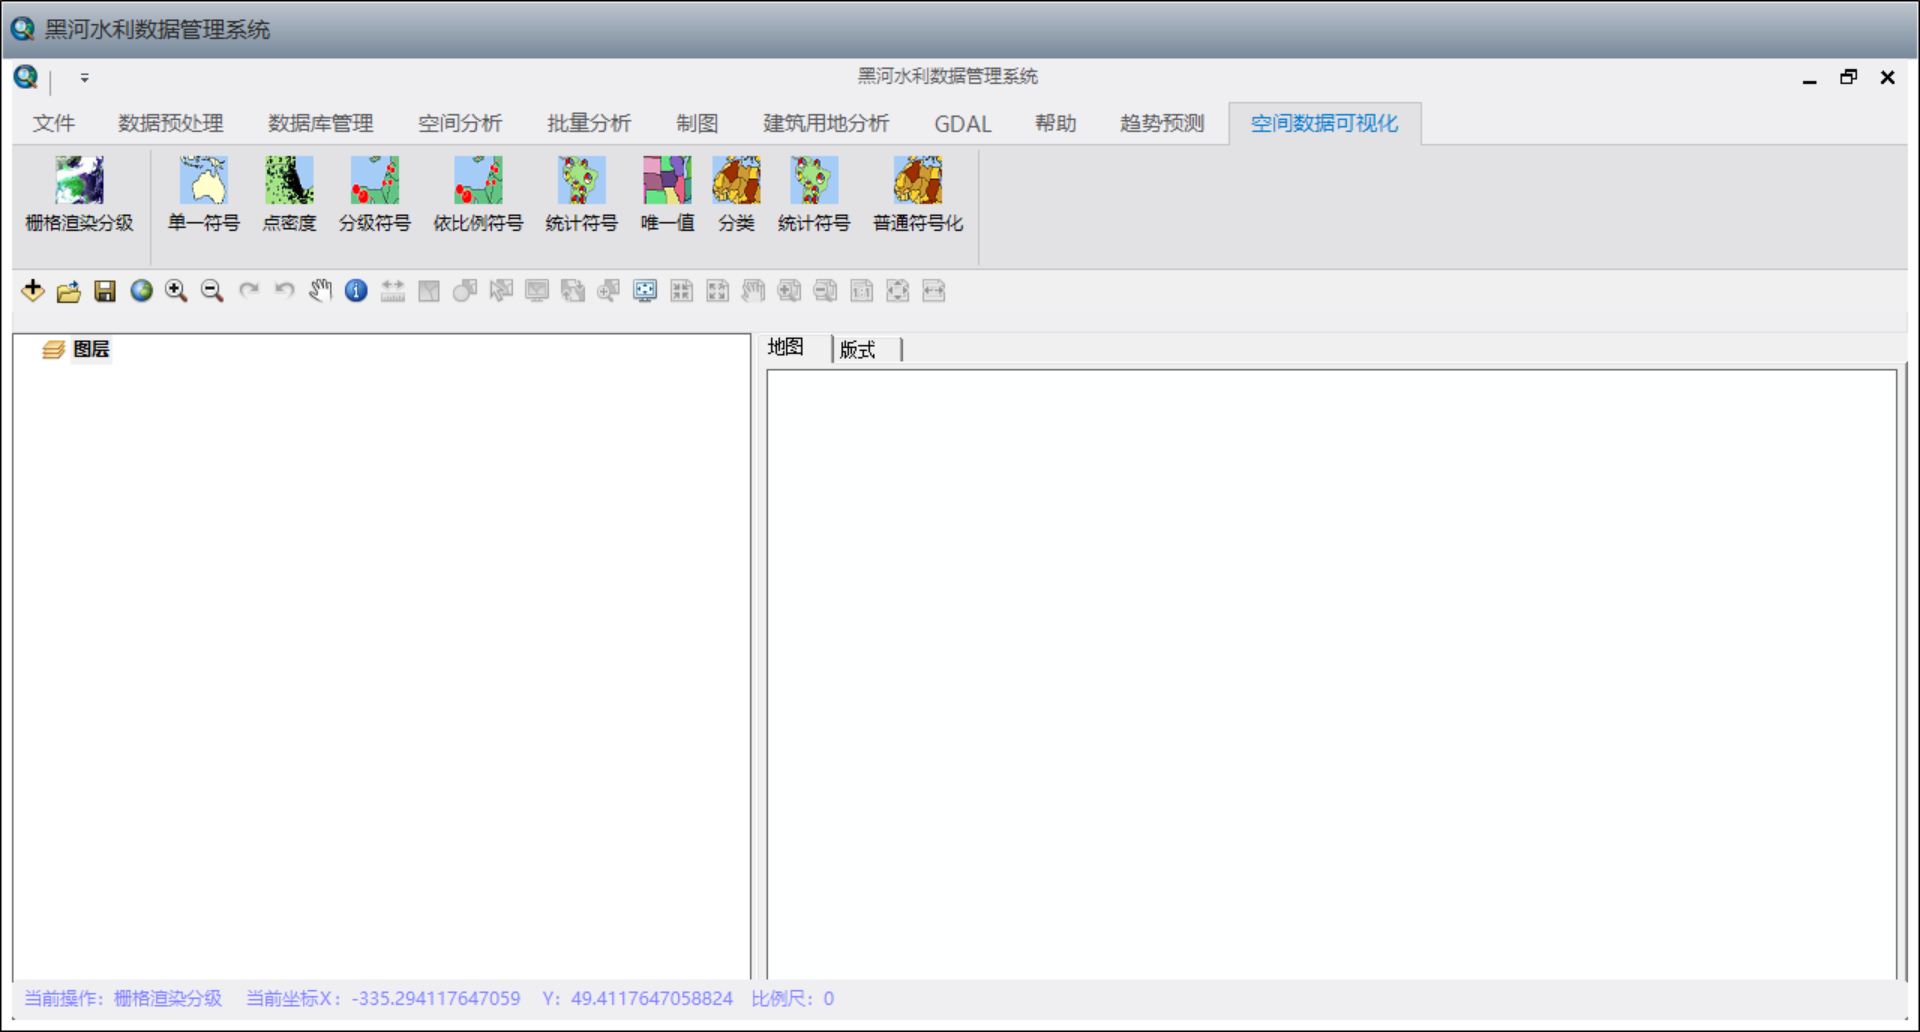 黑河水利数据管理系统
黑河水利数据管理系统
文件 数据预处理 数据库管理 空间分析 批量分析 制图 建筑用地分析 GDAL 帮助 趋势预测 空间数据可视化
栅格渲染分级 单一符号 点密度 分级符号 依比例符号 统计符号 唯一值 分类 统计符号 普通符号化
图层
地图 版式
当前操作：栅格渲染分级 当前坐标X：-335.294117647059 Y：49.4117647058824 比例尺：0